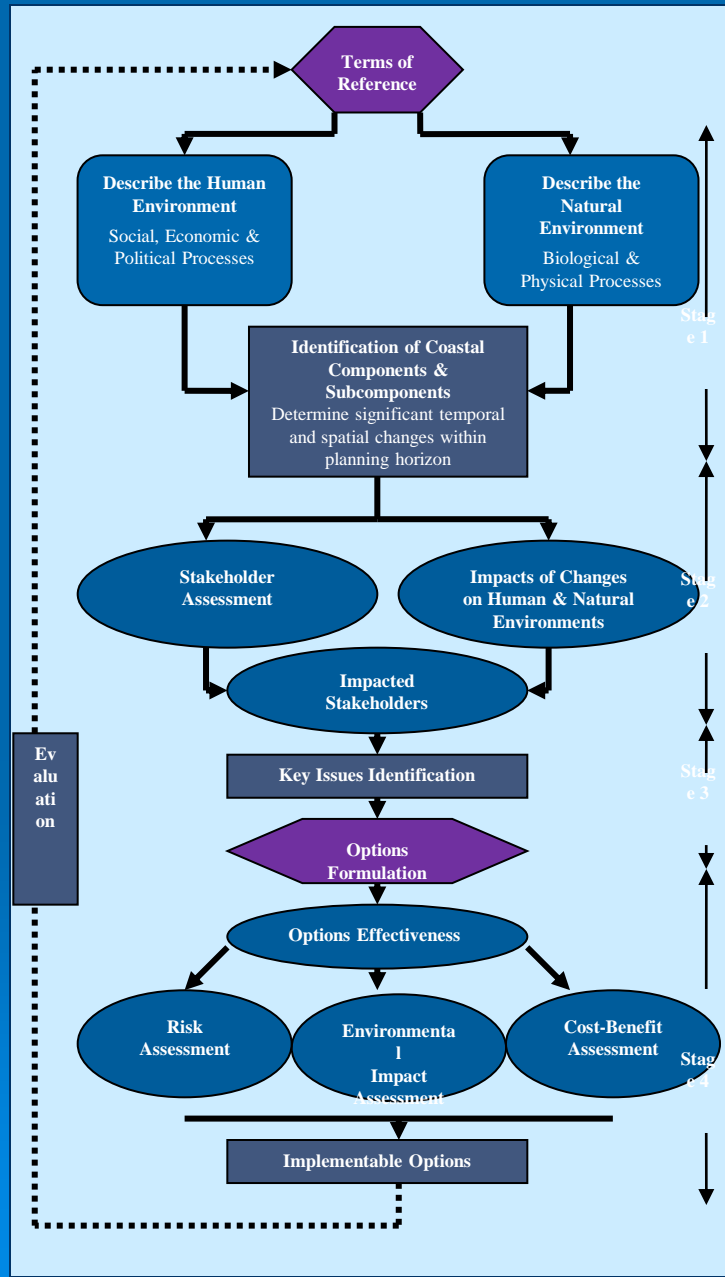 Terms of
Reference
Describe the Human
Environment
Social, Economic &
Political Processes
Describe the
Natural
Environment
Biological &
Physical Processes
Stag
e 1
Identification of Coastal
Components &
Subcomponents
Determine significant temporal
and spatial changes within
planning horizon
Stakeholder
Assessment
Impacts of Changes
on Human & Natural
Environments
Stag
e 2
Impacted
Stakeholders
Ev
alu
ati
on
Key Issues Identification
Stag
e 3
Options
Formulation
Options Effectiveness
Risk
Assessment
Environmenta
l
Impact
Assessment
Cost-Benefit
Assessment
Stag
e 4
Implementable Options